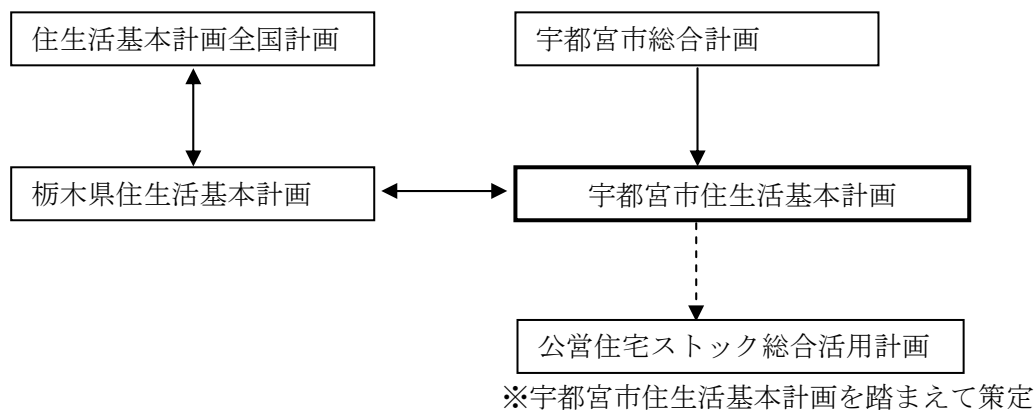 住生活基本計画全国計画
宇都宮市総合計画
栃木県住生活基本計画
宇都宮市住生活基本計画
公営住宅ストック総合活用計画
※宇都宮市住生活基本計画を踏まえて策定